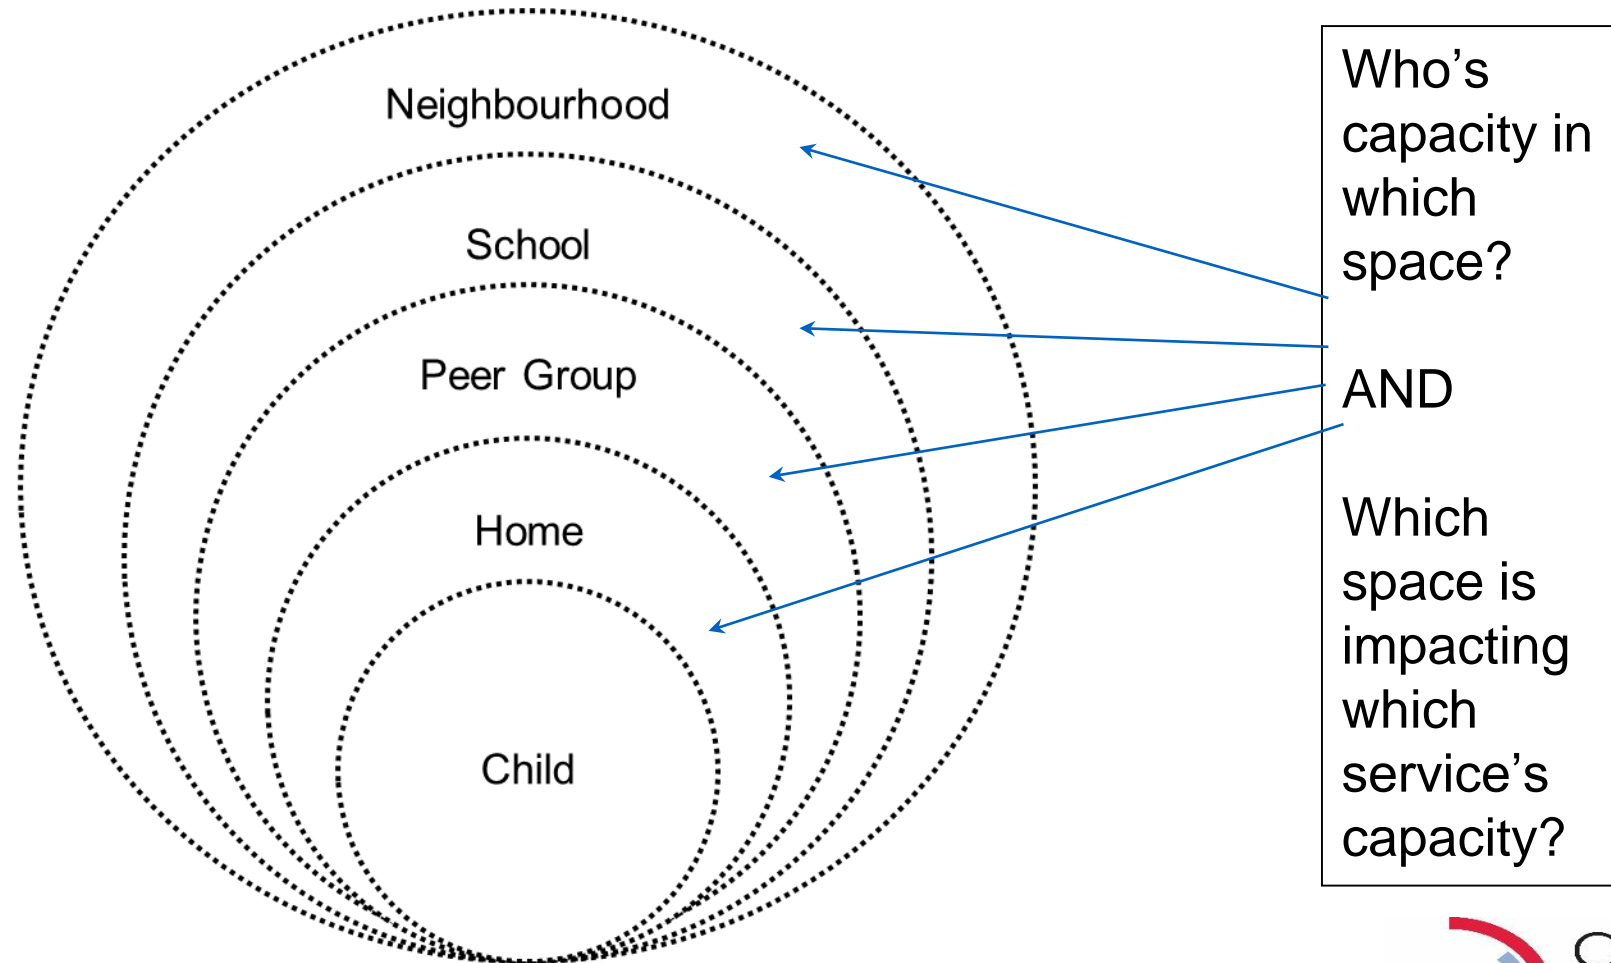 Neighbourhood
School
Peer Group
Home
Child
Who’s
capacity in
which
space?
AND
Which
space is
impacting
which
service’s
capacity?